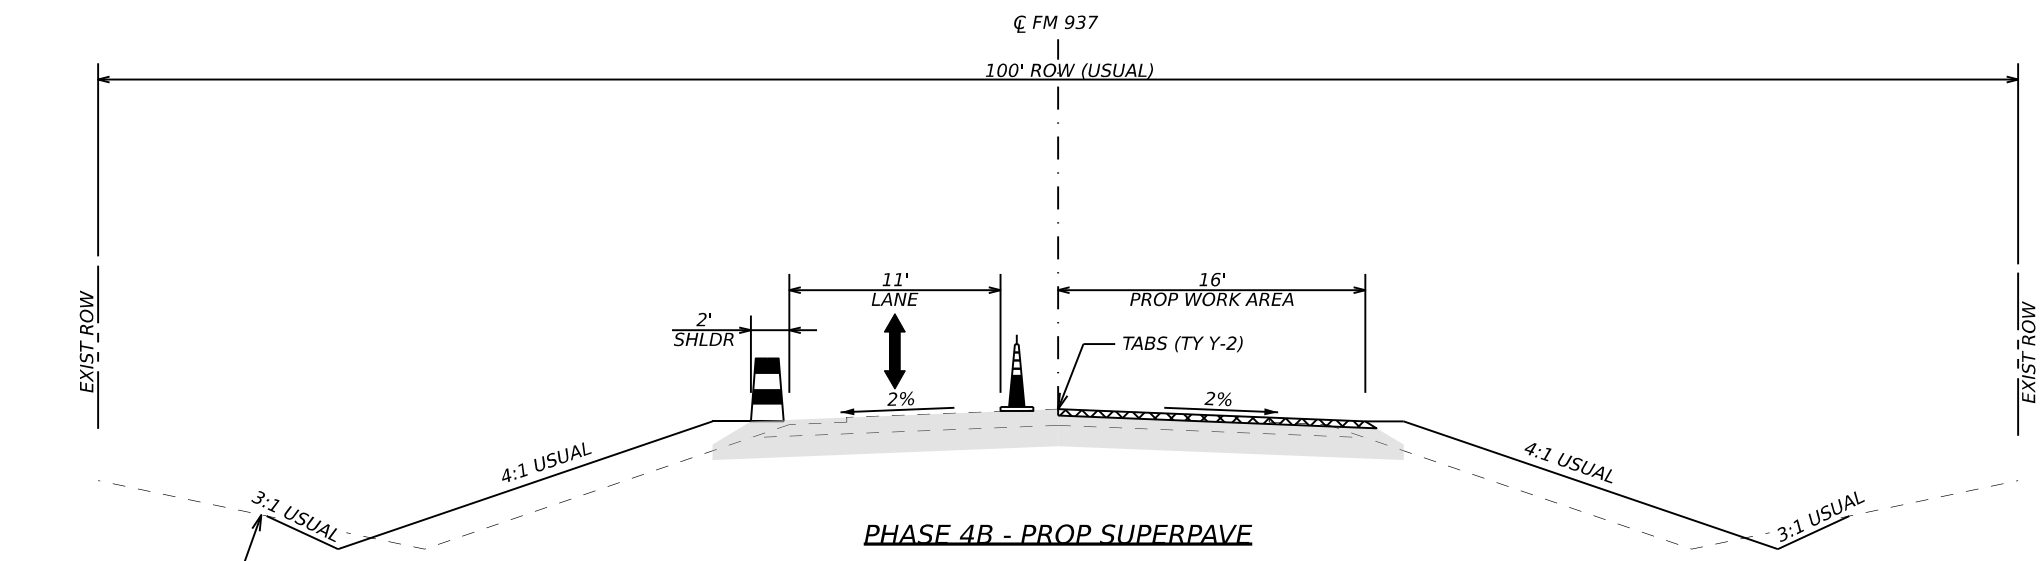 ℄ FM 937
100' ROW (USUAL)
EXIST ROW
2'
SHLDR
11'
LANE
16'
PROP WORK AREA
TABS (TY Y-2)
EXIST ROW
2%
2%
4:1 USUAL
4:1 USUAL
3:1 USUAL
3:1 USUAL
PHASE 4B - PROP SUPERPAVE